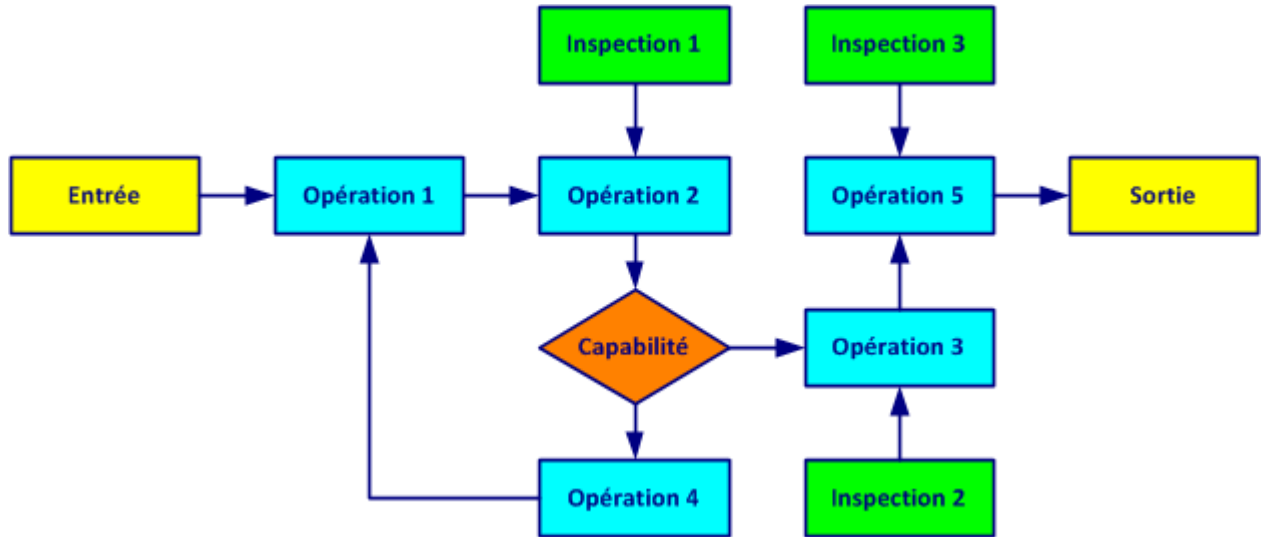 Inspection 1
Inspection 3
Entrée
Opération 1
Opération 2
Opération 5
Sortie
Capabilité
Opération 3
Opération 4
Inspection 2